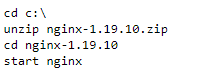 cd c:\
unzip nginx-1.19.10.zip
cd nginx-1.19.10
start nginx